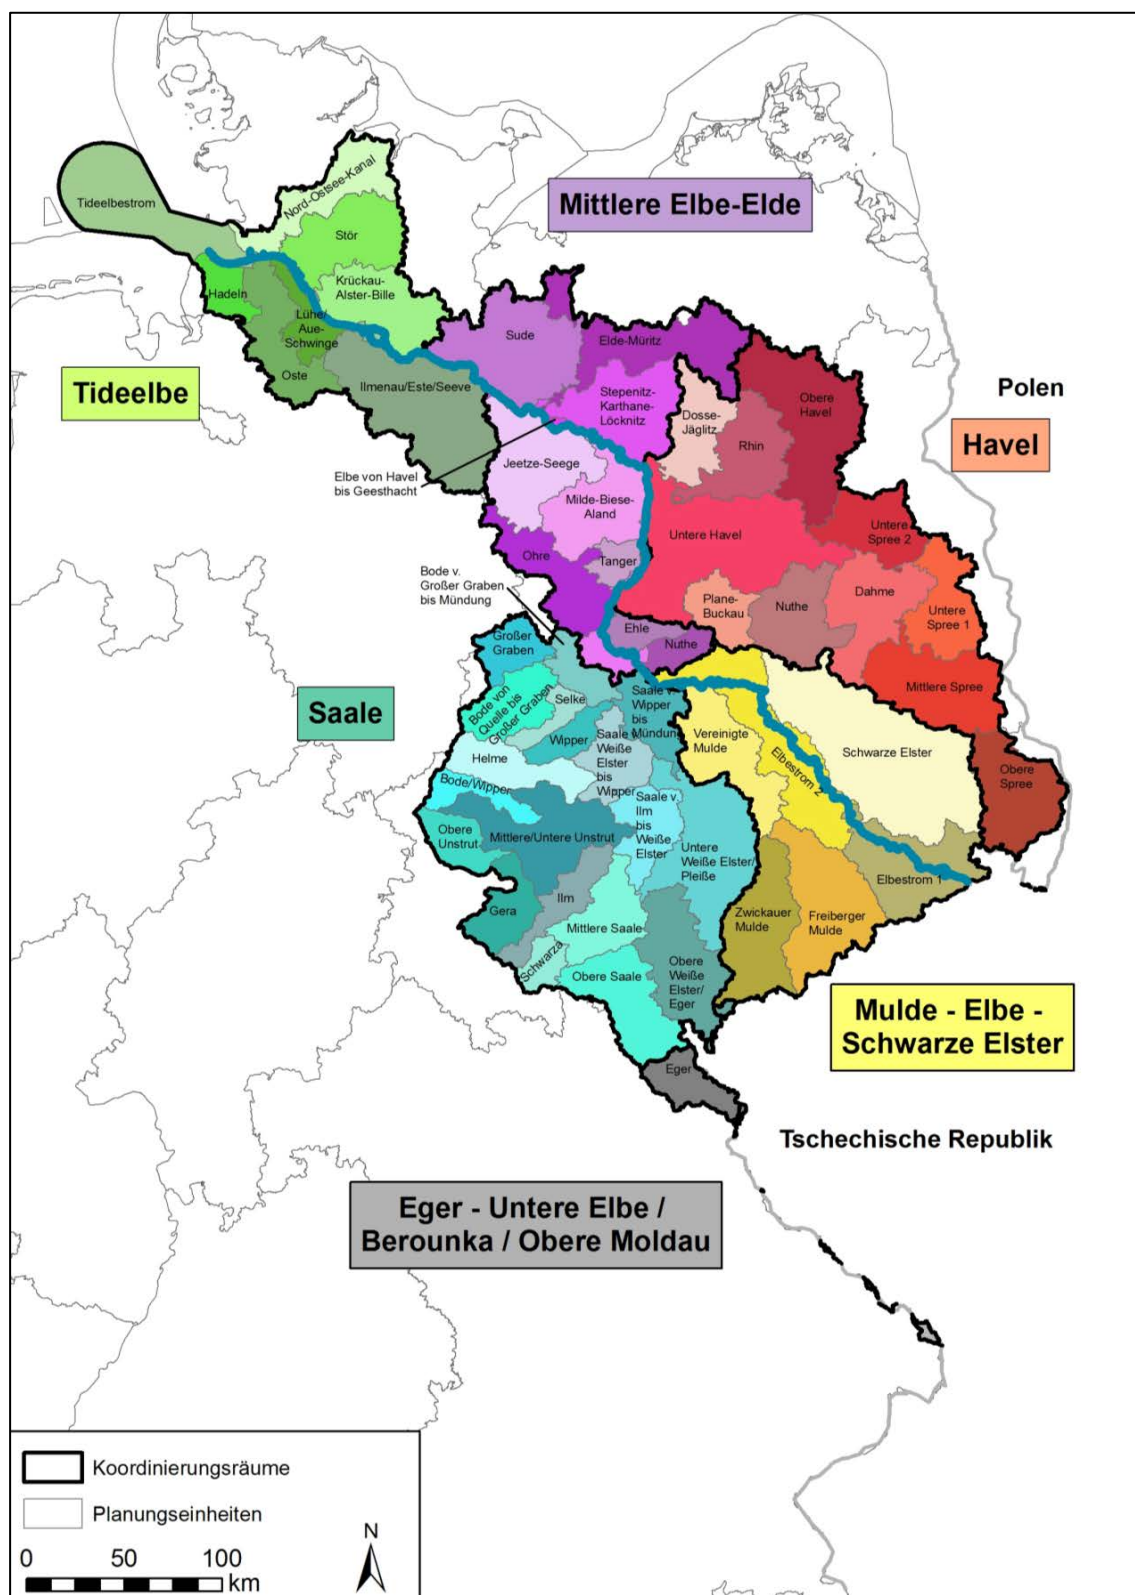 Mittlere Elbe-Elde
Tideelbestrom
Nord-Ostsee-Kanal
Stör
Krückau-
Alster-Bille
Hadeln
Lühe/
Aue-
Schwinge
Oste
Ilmenau/Este/Seeve
Tideelbe
Sude
Elde-Müritz
Stepenitz-
Karthane-
Löcknitz
Dosse-
Jäglitz
Rhin
Obere
Havel
Polen
Havel
Elbe von Havel
bis Geesthacht
Jeetze-Seege
Milde-Biese-
Aland
Untere Havel
Untere
Spree 2
Ohre
Tanger
Bode v.
Großer Graben
bis Mündung
Plane-
Buckau
Nuthe
Dahme
Untere
Spree 1
Ehle
Nuthe
Großer
Graben
Mittlere Spree
Saale
Bode von
Quelle bis
Großer Graben
Selke
Saale v.
Wipper
bis
Mündung
Wipper
Saale v.
Weiße
Elster
bis
Wipper
Vereinigte
Mulde
Elbestrom 2
Schwarze Elster
Obere
Spree
Helme
Bode/Wipper
Saale v.
Ilm
bis
Weiße
Elster
Obere
Unstrut
Mittlere/Untere Unstrut
Untere
Weiße Elster/
Pleiße
Elbestrom 1
Ilm
Gera
Zwickauer
Mulde
Freiberger
Mulde
Mittlere Saale
Schwarza
Obere Saale
Obere
Weiße
Elster/
Eger
Mulde - Elbe -
Schwarze Elster
Eger
Tschechische Republik
Eger - Untere Elbe /
Berounka / Obere Moldau
Koordinierungsräume
Planungseinheiten
N
0 50 100
km